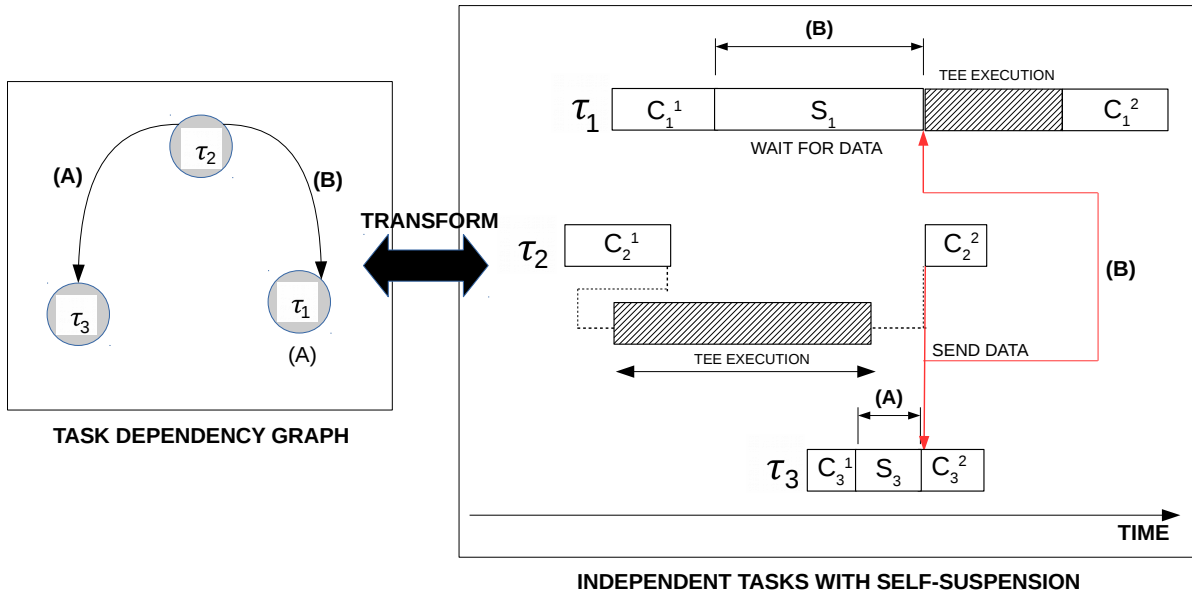 τ2
(A)
(B)
τ3
τ1
(A)
TASK DEPENDENCY GRAPH
TRANSFORM
(B)
TEE EXECUTION
τ1
C1^1
S1
C1^2
WAIT FOR DATA
τ2
C2^1
C2^2
(B)
SEND DATA
TEE EXECUTION
(A)
τ3
C3^1
S3
C3^2
TIME
INDEPENDENT TASKS WITH SELF-SUSPENSION